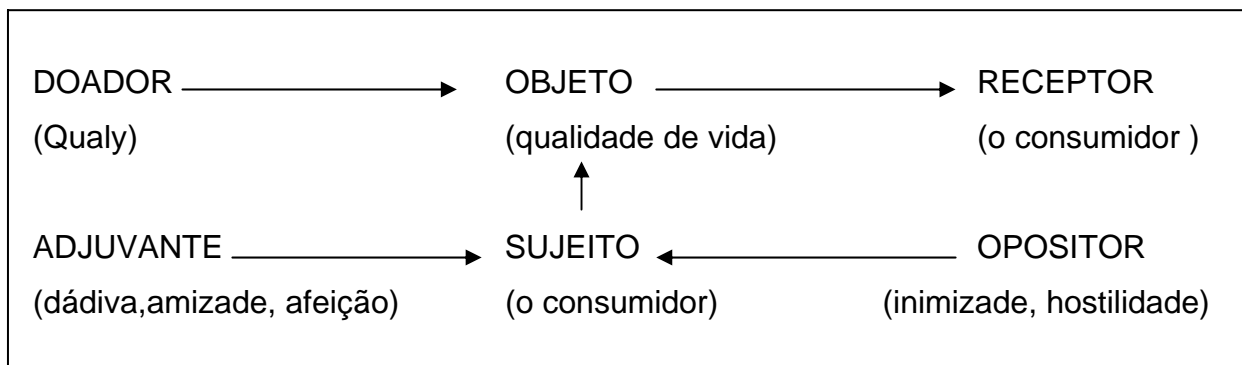 DOADOR OBJETO RECEPTOR
(Qualy) (qualidade de vida) (o consumidor )
ADJUVANTE SUJEITO OPOSITOR
(dádiva,amizade, afeição) (o consumidor) (inimizade, hostilidade)